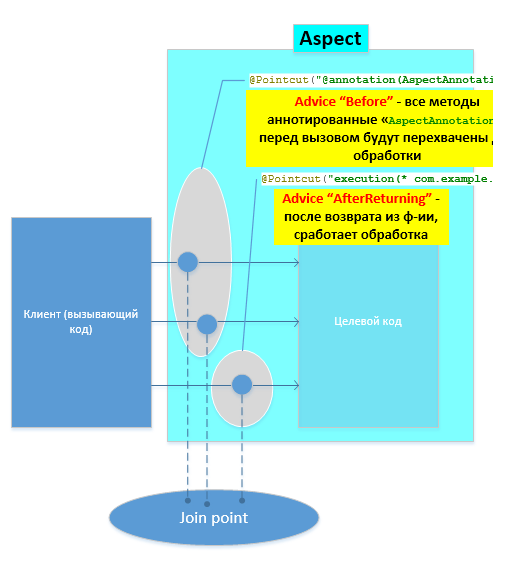 Aspect
@Pointcut("@annotation(AspectAnnotati
Advice “Before” - все методы
аннотированные «AspectAnnotation
перед вызовом будут перехвачены д
обработки
@Pointcut("execution(* com.example.
Advice “AfterReturning” -
после возврата из ф-ии,
сработает обработка
Клиент (вызывающий
код)
Целевой код
Join point